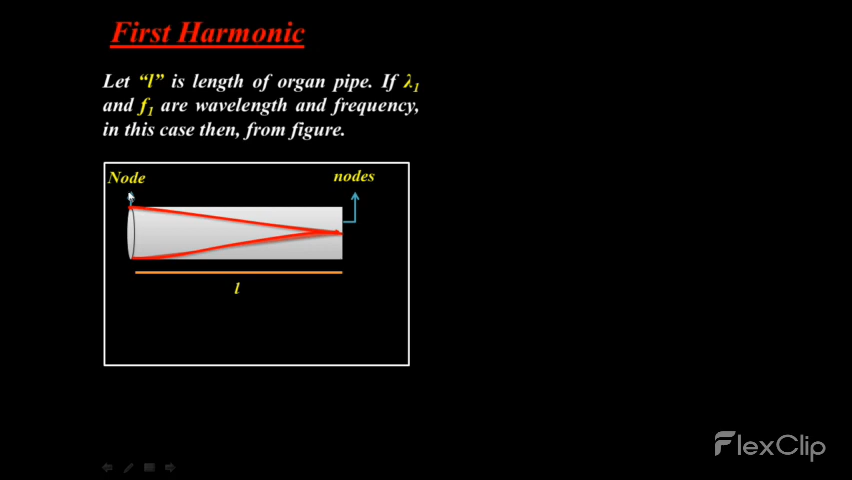 First Harmonic
Let “l” is length of organ pipe. If λ1
and f1 are wavelength and frequency,
in this case then, from figure.
Node nodes
l
FlexClip